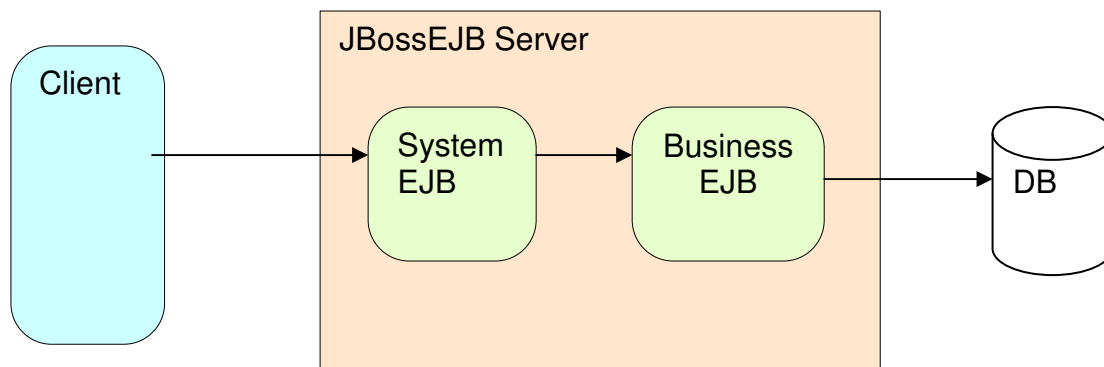 JBossEJB Server
Client
System
EJB
Business
EJB
DB